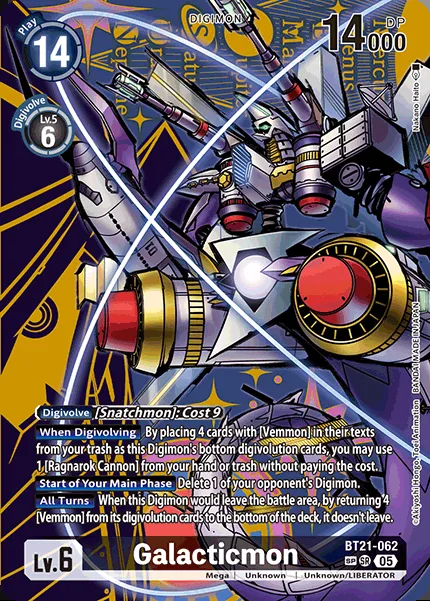 Play
14
DIGIMON
DP
14000
Digivolve
Lv.5
6
Nakano Haito
©Akiyoshi Hongo, Toei Animation BANDAI MADE IN JAPAN
Digivolve [Snatchmon]: Cost 9
When Digivolving By placing 4 cards with [Vemmon] in their texts
from your trash as this Digimon's bottom digivolution cards, you may use
1 [Ragnarok Cannon] from your hand or trash without paying the cost.
Start of Your Main Phase Delete 1 of your opponent's Digimon.
All Turns When this Digimon would leave the battle area, by returning 4
[Vemmon] from its digivolution cards to the bottom of the deck, it doesn't leave.
Lv.6
Galacticmon
BT21-062
SP SR 05
Mega Unknown Unknown/LIBERATOR